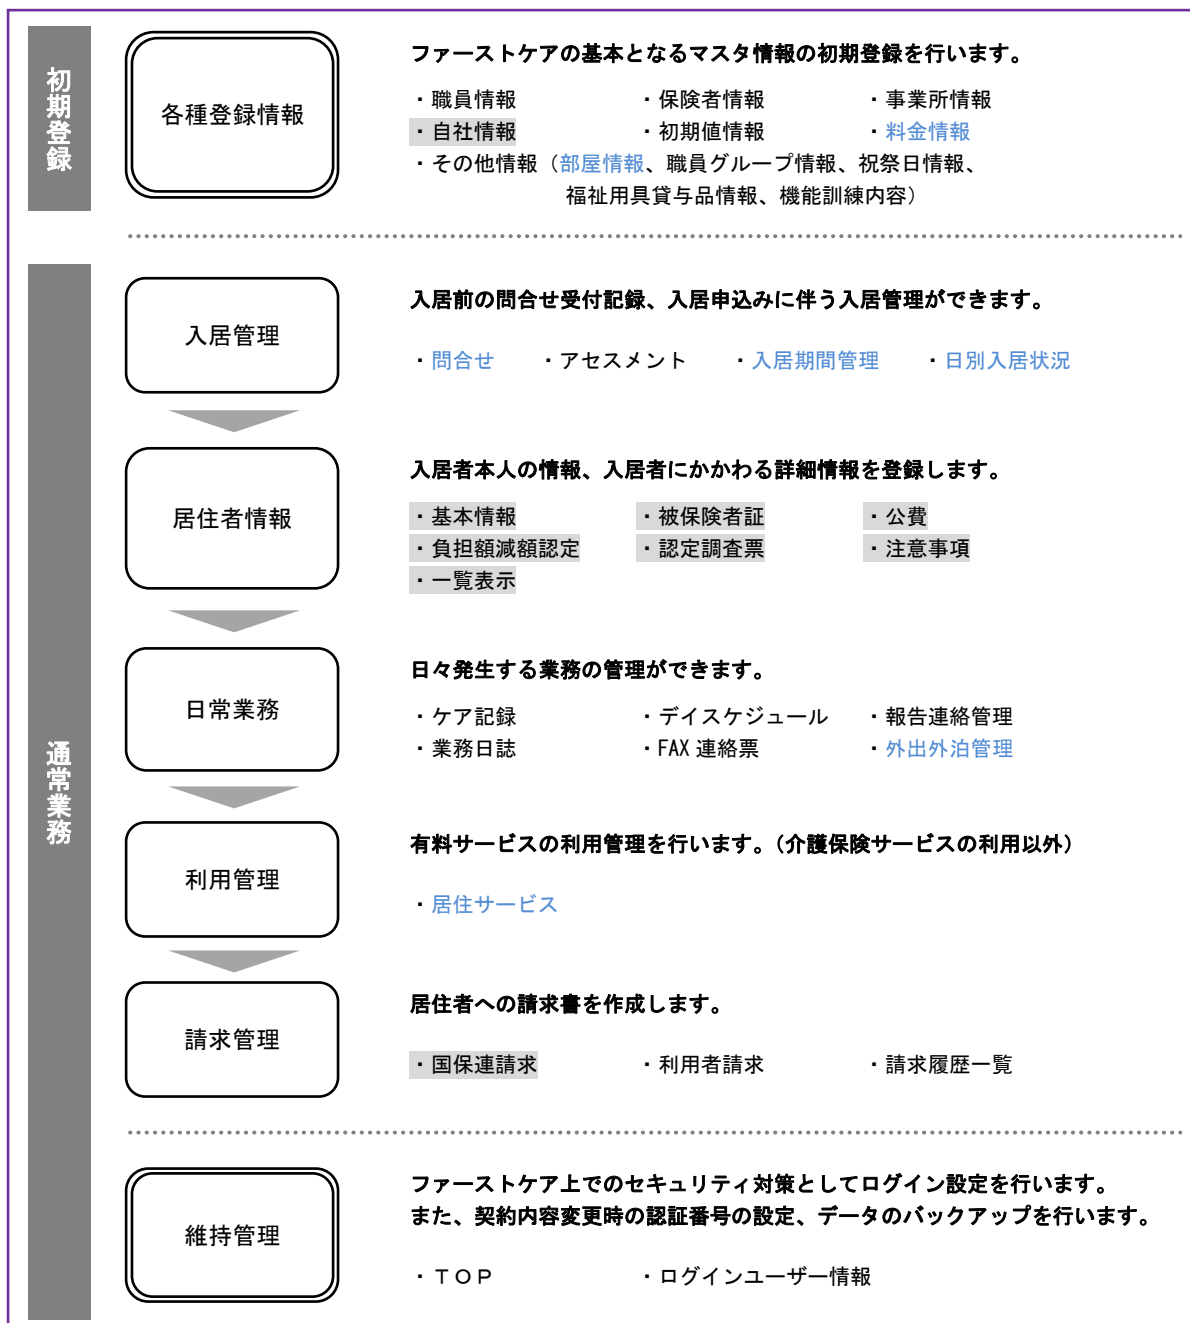 初期登録
各種登録情報
ファーストケアの基本となるマスタ情報の初期登録を行います。
・職員情報 ・保険者情報 ・事業所情報
・自社情報 ・初期値情報 ・料金情報
・その他情報（部屋情報、職員グループ情報、祝祭日情報、
福祉用具貸与品情報、機能訓練内容）
通常業務
入居管理
入居前の問合せ受付記録、入居申込みに伴う入居管理ができます。
・問合せ ・アセスメント ・入居期間管理 ・日別入居状況
居住者情報
入居者本人の情報、入居者にかかわる詳細情報を登録します。
・基本情報 ・被保険者証 ・公費
・負担額減額認定 ・認定調査票 ・注意事項
・一覧表示
日常業務
日々発生する業務の管理ができます。
・ケア記録 ・デイスケジュール ・報告連絡管理
・業務日誌 ・FAX 連絡票 ・外出外泊管理
利用管理
有料サービスの利用管理を行います。（介護保険サービスの利用以外）
・居住サービス
請求管理
居住者への請求書を作成します。
・国保連請求 ・利用者請求 ・請求履歴一覧
維持管理
ファーストケア上でのセキュリティ対策としてログイン設定を行います。
また、契約内容変更時の認証番号の設定、データのバックアップを行います。
・ＴＯＰ ・ログインユーザー情報